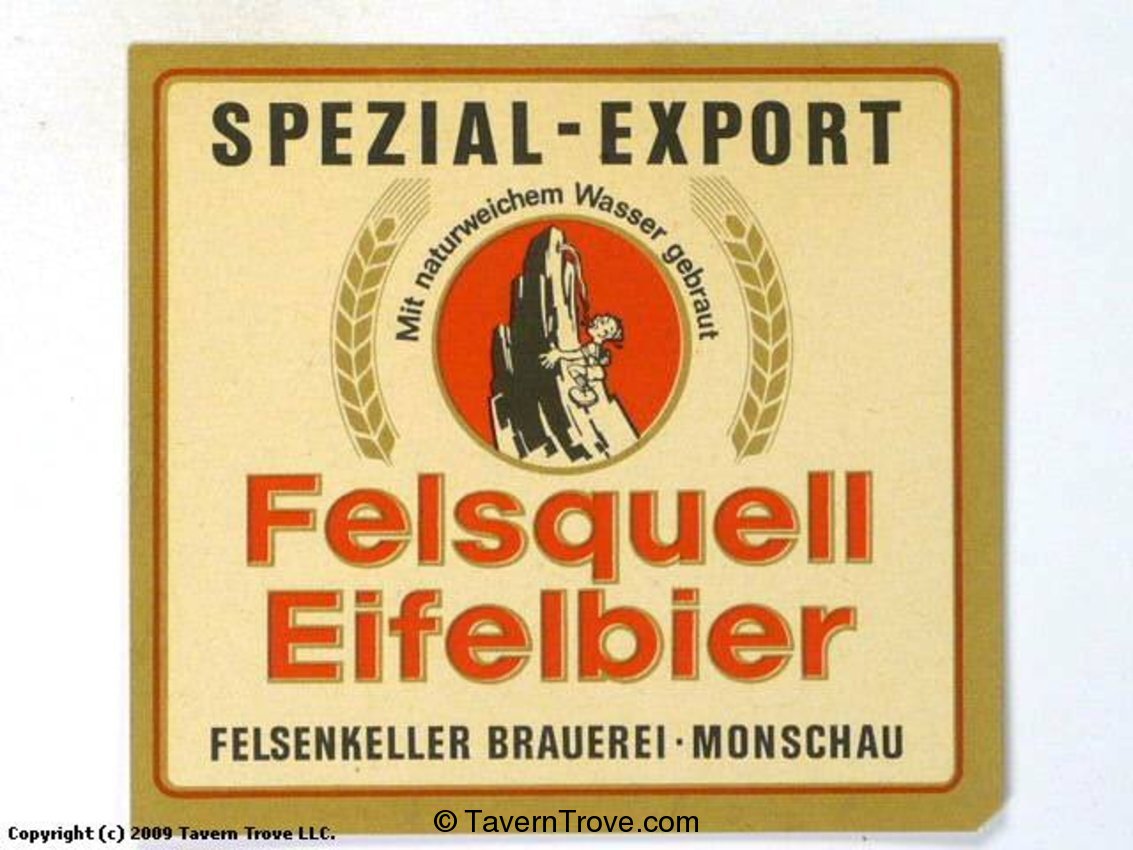 SPEZIAL-EXPORT
Mit naturweichem Wasser gebraut
Felsquell
Eifelbier
FELSENKELLER BRAUEREI · MONSCHAU
© TavernTrove.com
Copyright (c) 2009 Tavern Trove LLC.